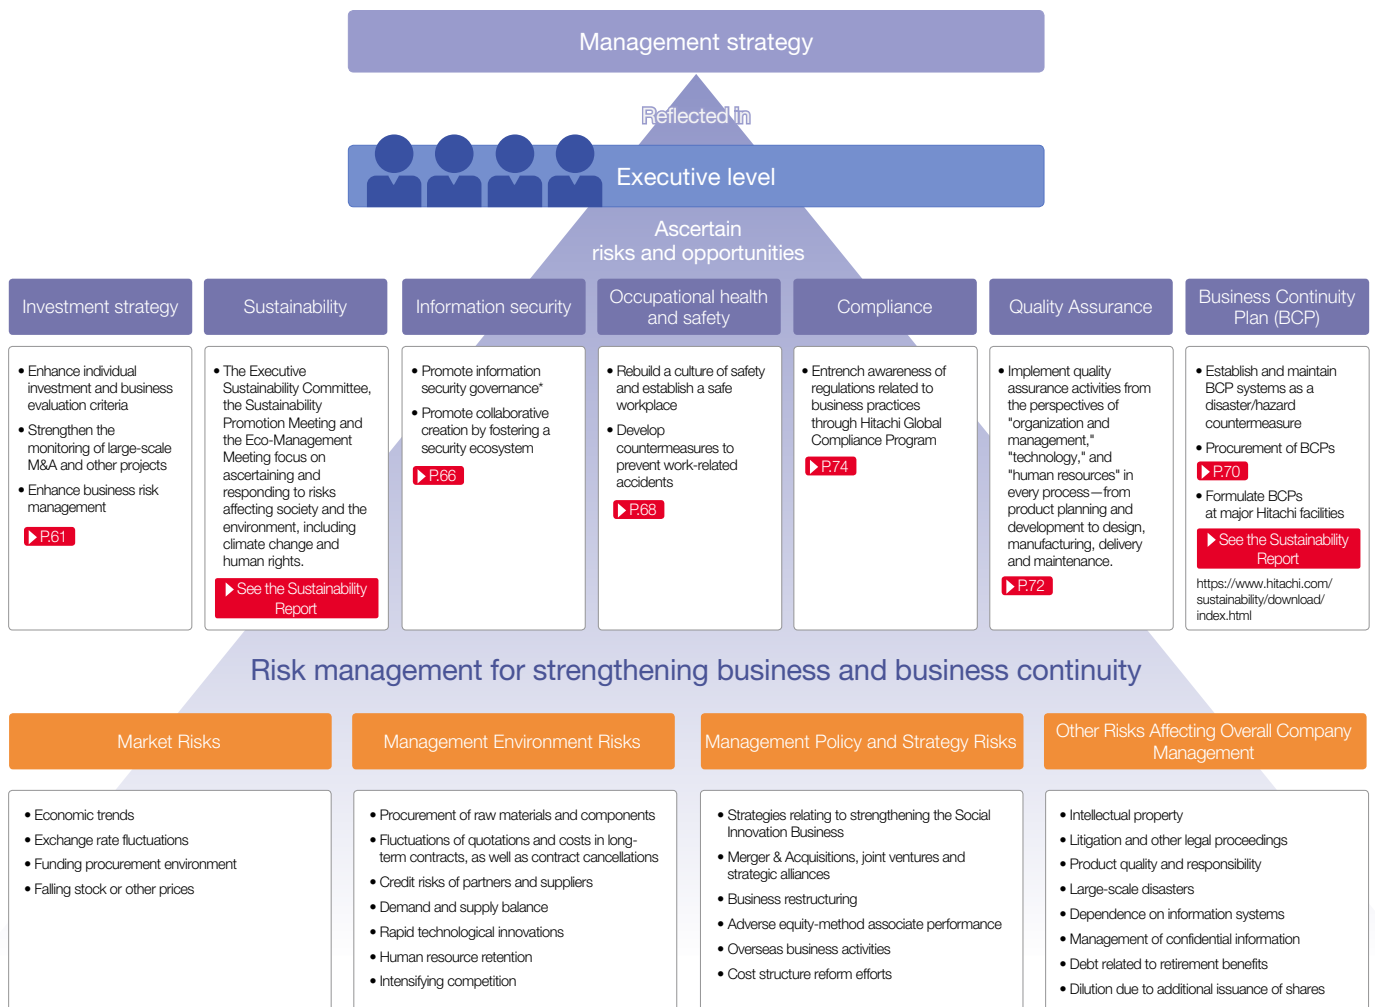 Management strategy
Reflected in
Executive level
Ascertain
risks and opportunities
Investment strategy
• Enhance individual
investment and business
evaluation criteria
• Strengthen the
monitoring of large-scale
M&A and other projects
• Enhance business risk
management
P.61
Sustainability
• The Executive
Sustainability Committee,
the Sustainability
Promotion Meeting and
the Eco-Management
Meeting focus on
ascertaining and
responding to risks
affecting society and the
environment, including
climate change and
human rights.
See the Sustainability
Report
Information security
• Promote information
security governance*
• Promote collaborative
creation by fostering a
security ecosystem
P.66
Occupational health
and safety
• Rebuild a culture of safety
and establish a safe
workplace
• Develop
countermeasures to
prevent work-related
accidents
P.68
Compliance
• Entrench awareness of
regulations related to
business practices
through Hitachi Global
Compliance Program
P.74
Quality Assurance
• Implement quality
assurance activities from
the perspectives of
"organization and
management,"
"technology," and
"human resources" in
every process—from
product planning and
development to design,
manufacturing, delivery
and maintenance.
P.72
Business Continuity
Plan (BCP)
• Establish and maintain
BCP systems as a
disaster/hazard
countermeasure
• Procurement of BCPs
P.70
• Formulate BCPs
at major Hitachi facilities
See the Sustainability
Report
https://www.hitachi.com/
sustainability/download/
index.html
Risk management for strengthening business and business continuity
Market Risks
• Economic trends
• Exchange rate fluctuations
• Funding procurement environment
• Falling stock or other prices
Management Environment Risks
• Procurement of raw materials and components
• Fluctuations of quotations and costs in long-
term contracts, as well as contract cancellations
• Credit risks of partners and suppliers
• Demand and supply balance
• Rapid technological innovations
• Human resource retention
• Intensifying competition
Management Policy and Strategy Risks
• Strategies relating to strengthening the Social
Innovation Business
• Merger & Acquisitions, joint ventures and
strategic alliances
• Business restructuring
• Adverse equity-method associate performance
• Overseas business activities
• Cost structure reform efforts
Other Risks Affecting Overall Company
Management
• Intellectual property
• Litigation and other legal proceedings
• Product quality and responsibility
• Large-scale disasters
• Dependence on information systems
• Management of confidential information
• Debt related to retirement benefits
• Dilution due to additional issuance of shares